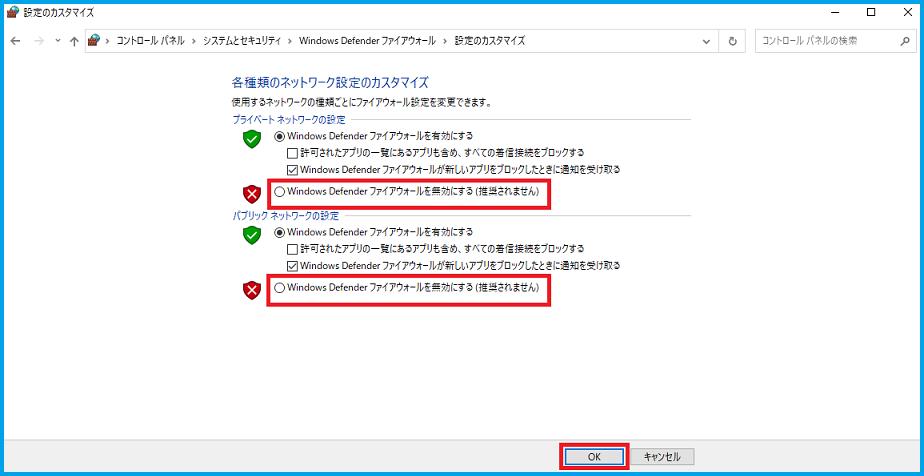 設定のカスタマイズ
コントロール パネル › システムとセキュリティ › Windows Defender ファイアウォール › 設定のカスタマイズ
コントロール パネルの検索
各種類のネットワーク設定のカスタマイズ
使用するネットワークの種類ごとにファイアウォール設定を変更できます。
プライベート ネットワークの設定
Windows Defender ファイアウォールを有効にする
許可されたアプリの一覧にあるアプリも含め、すべての着信接続をブロックする
Windows Defender ファイアウォールが新しいアプリをブロックしたときに通知を受け取る
Windows Defender ファイアウォールを無効にする (推奨されません)
パブリック ネットワークの設定
Windows Defender ファイアウォールを有効にする
許可されたアプリの一覧にあるアプリも含め、すべての着信接続をブロックする
Windows Defender ファイアウォールが新しいアプリをブロックしたときに通知を受け取る
Windows Defender ファイアウォールを無効にする (推奨されません)
OK
キャンセル